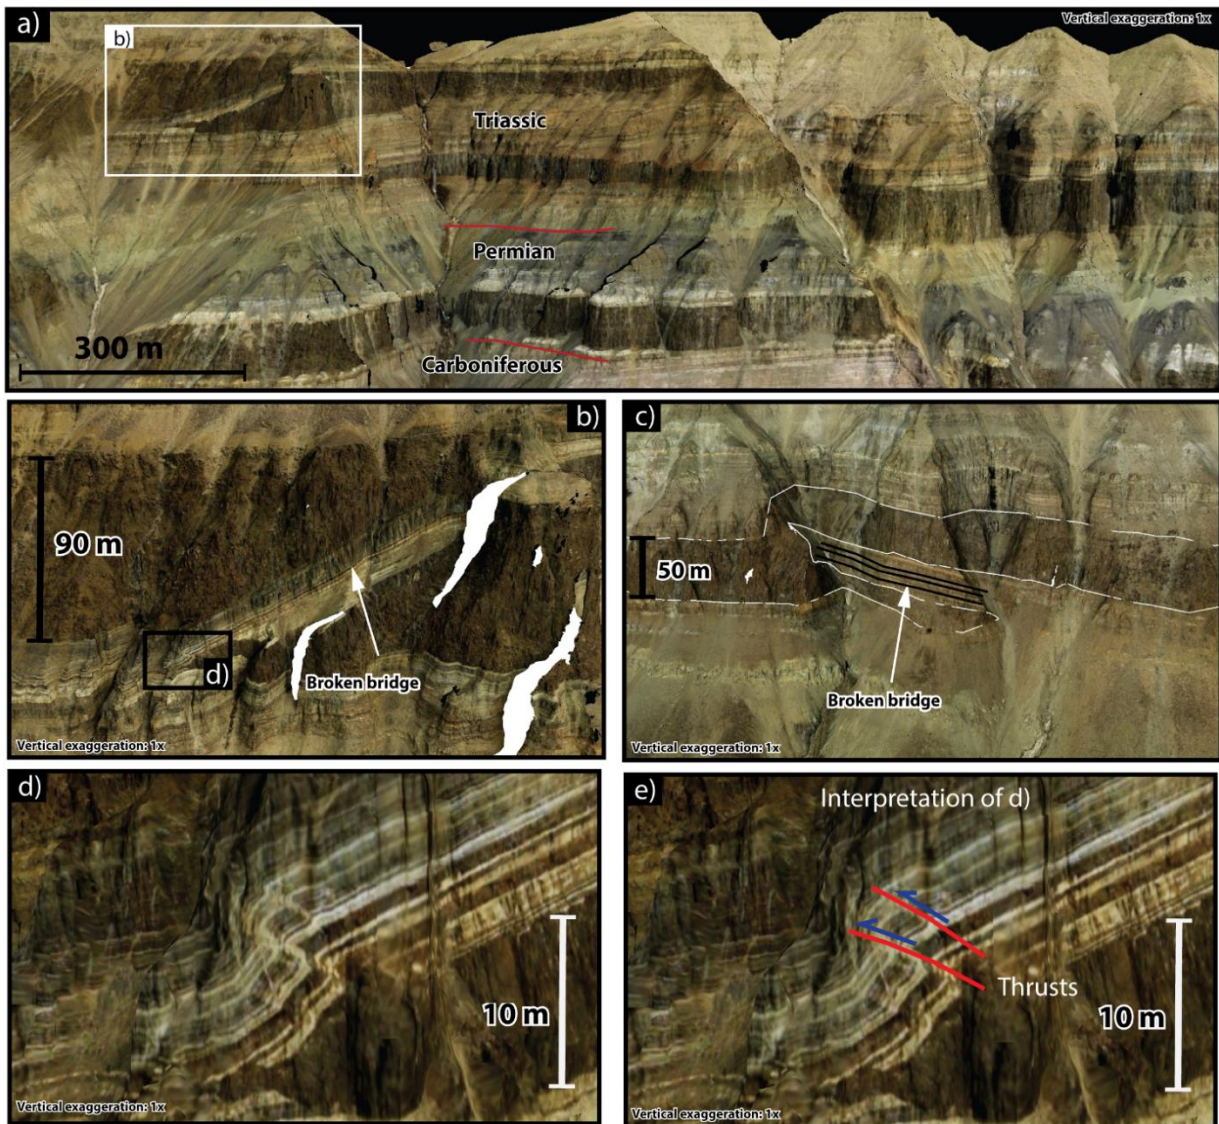 a)
Vertical exaggeration: 1x
b)
Triassic
Permian
300 m
Carboniferous
b)
90 m
d)
Broken bridge
Vertical exaggeration: 1x
c)
50 m
Broken bridge
Vertical exaggeration: 1x
d)
10 m
Vertical exaggeration: 1x
e)
Interpretation of d)
Thrusts
10 m
Vertical exaggeration: 1x